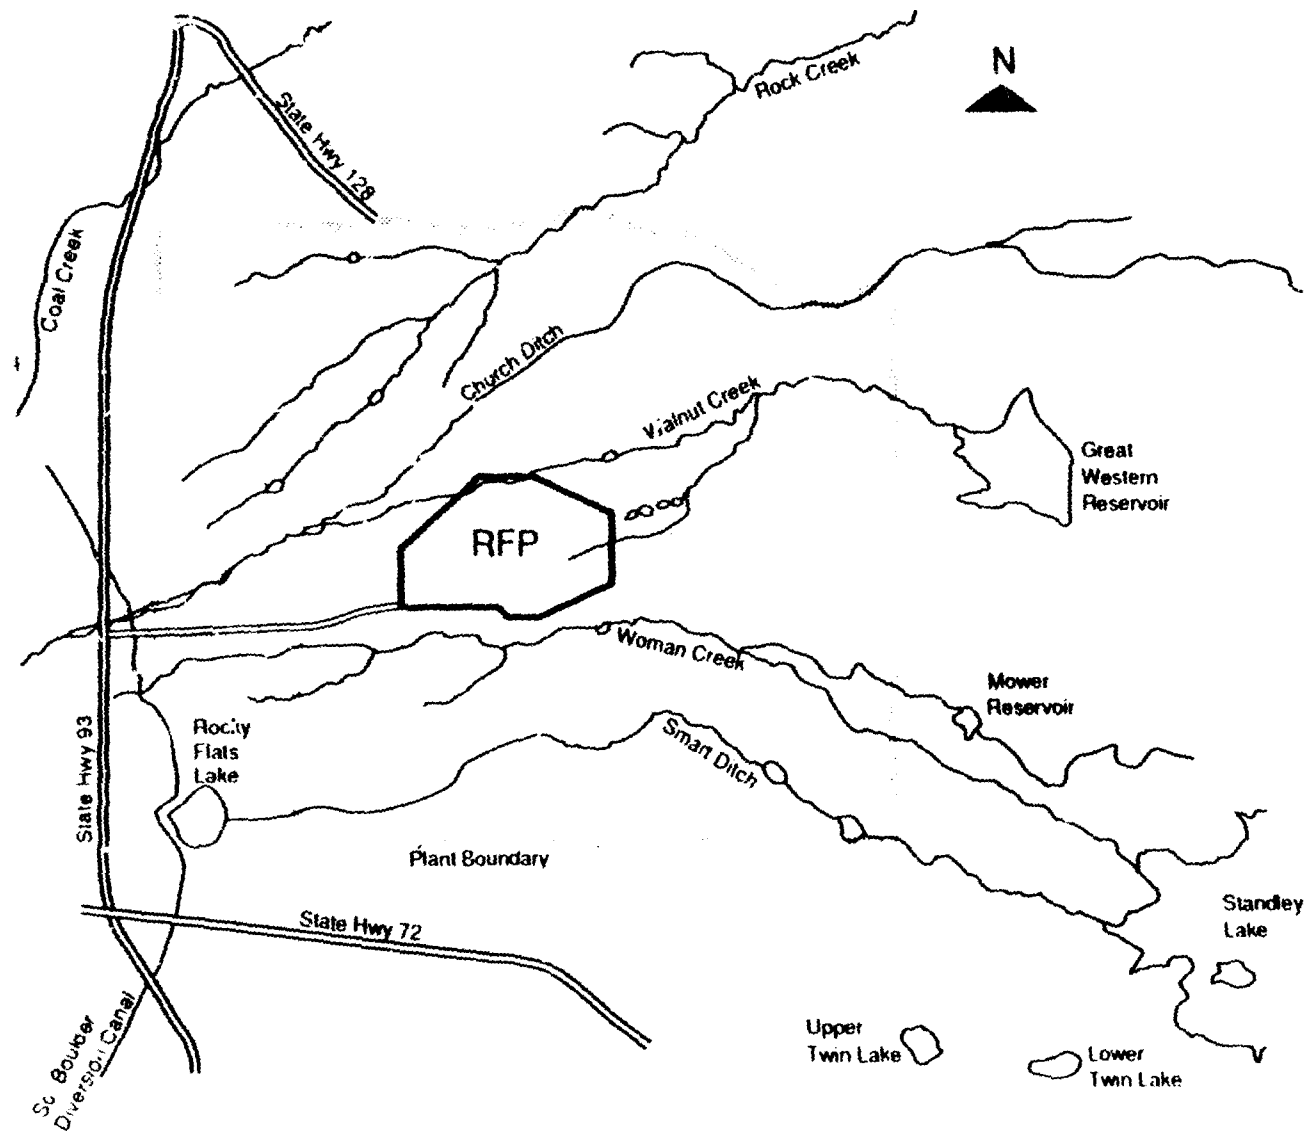 N
Rock Creek
State Hwy 128
Coal Creek
Church Ditch
Walnut Creek
Great
Western
Reservoir
RFP
Woman Creek
Mower
Reservoir
Rocky
Flats
Lake
State Hwy 93
Smart Ditch
Plant Boundary
State Hwy 72
Standley
Lake
So Boulder
Diversion Canal
Upper
Twin Lake
Lower
Twin Lake